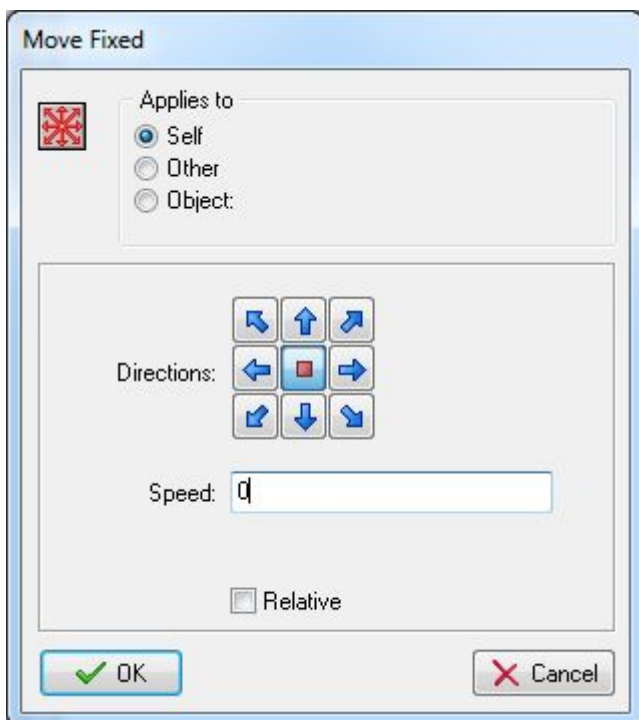 Move Fixed
Applies to
Self
Other
Object:
Directions:
Speed: 0
Relative
OK
Cancel